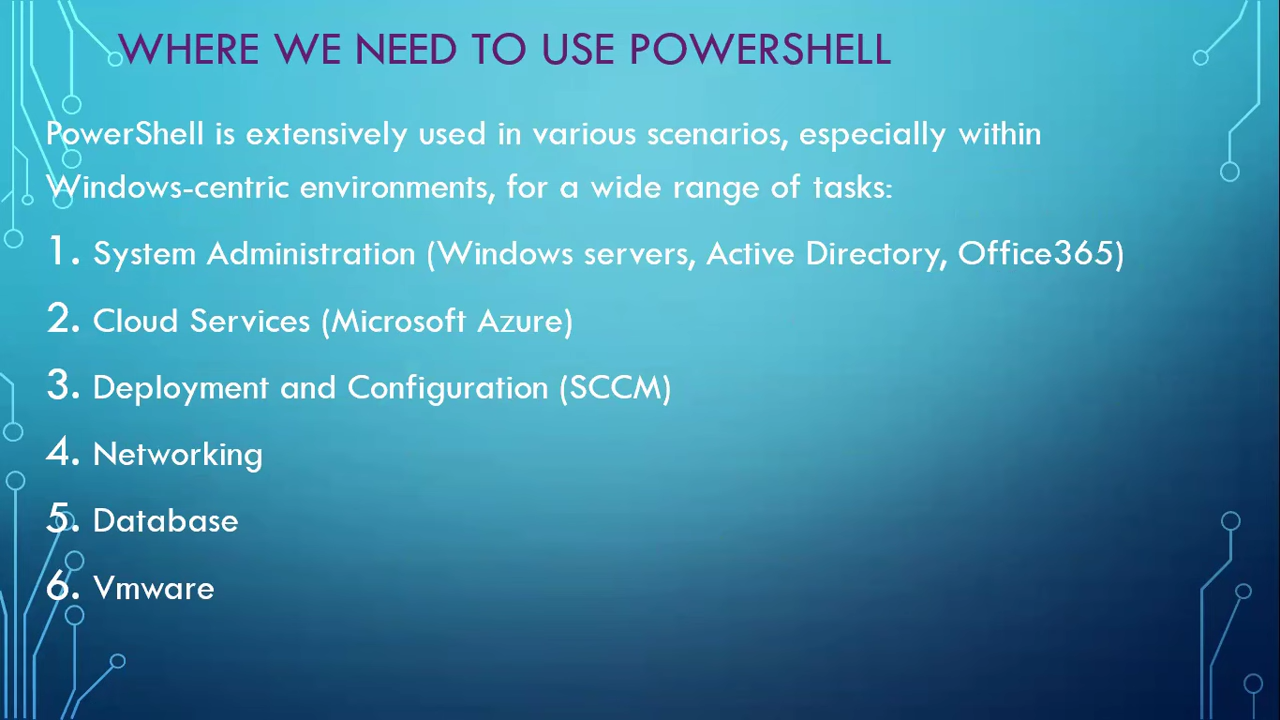 WHERE WE NEED TO USE POWERSHELL
PowerShell is extensively used in various scenarios, especially within
Windows-centric environments, for a wide range of tasks:
1. System Administration (Windows servers, Active Directory, Office365)
2. Cloud Services (Microsoft Azure)
3. Deployment and Configuration (SCCM)
4. Networking
5. Database
6. Vmware